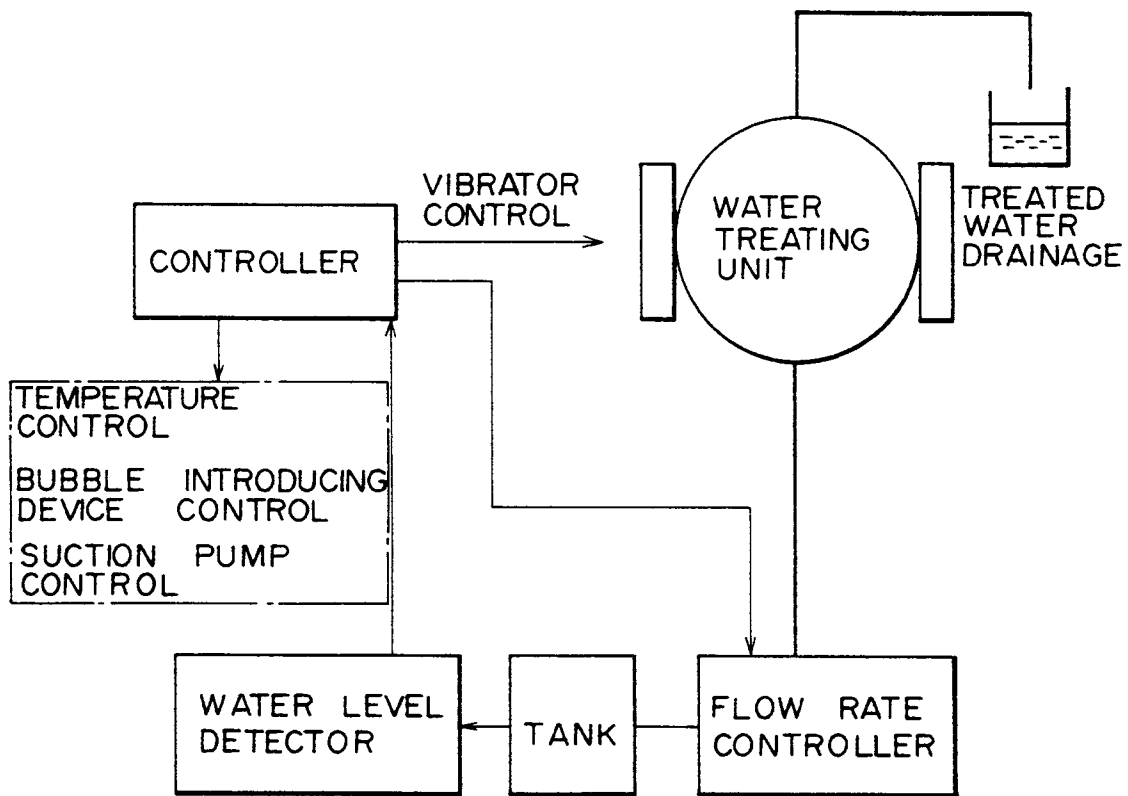 VIBRATOR
CONTROL
CONTROLLER
WATER
TREATING
UNIT
TREATED
WATER
DRAINAGE
TEMPERATURE
CONTROL
BUBBLE INTRODUCING
DEVICE CONTROL
SUCTION PUMP
CONTROL
WATER LEVEL
DETECTOR
TANK
FLOW RATE
CONTROLLER